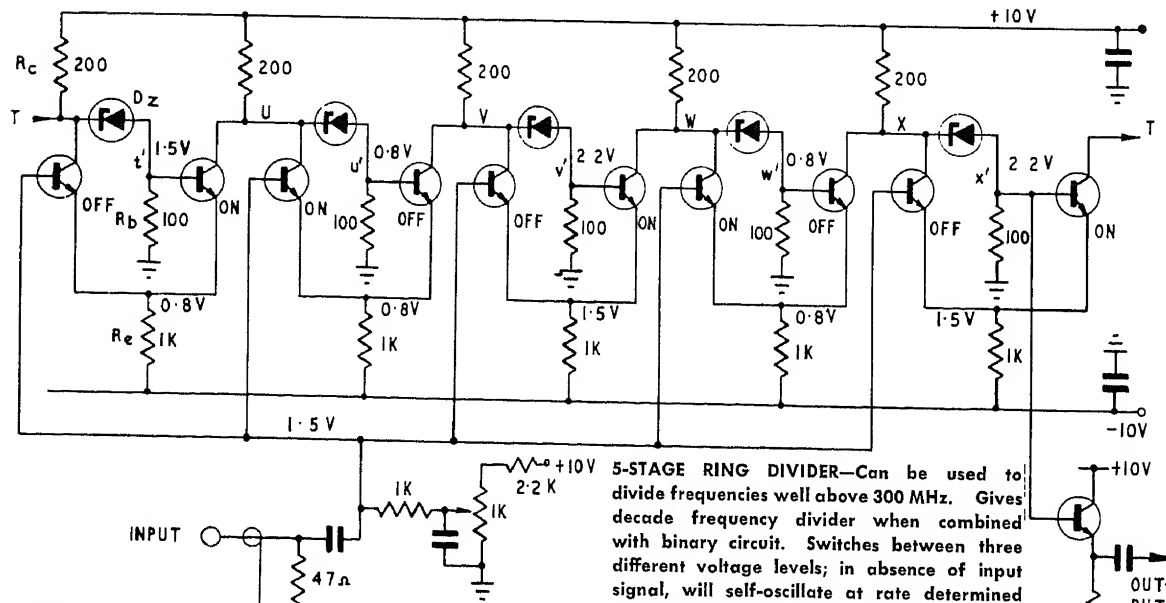 +10V
Rc 200 200 200 200 200
T Dz U V W X T
t' 1.5V u' 0.8V v' 2.2V w' 0.8V x' 2.2V
OFF Rb 100 ON ON 100 OFF OFF 100 ON ON 100 OFF OFF 100 ON
0.8V 0.8V 1.5V 0.8V 1.5V
Re 1K 1K 1K 1K 1K
-10V
1.5V
+10V
2.2K
1K 1K
INPUT
47Ω
+10V
5-STAGE RING DIVIDER—Can be used to
divide frequencies well above 300 MHz. Gives
decade frequency divider when combined
with binary circuit. Switches between three
different voltage levels; in absence of input
signal, will self-oscillate at rate determined
OUT-